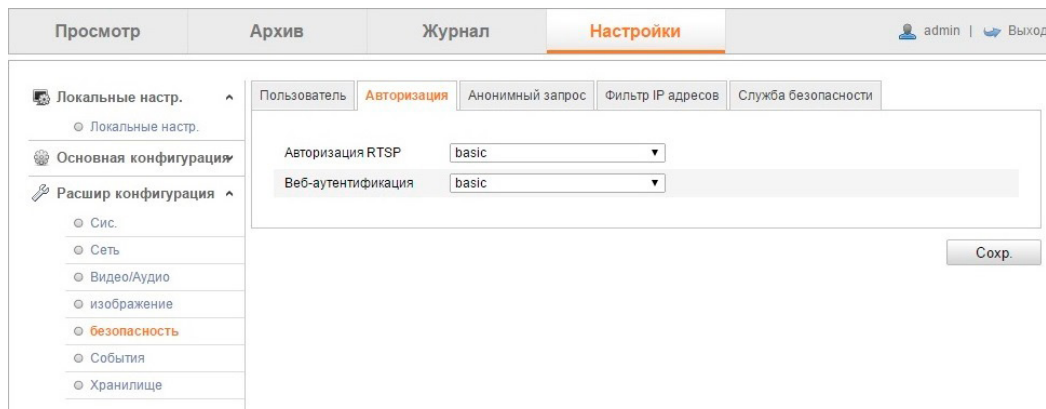 Просмотр Архив Журнал Настройки admin | Выход
Локальные настр.
Локальные настр.
Основная конфигурация
Расшир конфигурация
Сис.
Сеть
Видео/Аудио
изображение
безопасность
События
Хранилище
Пользователь Авторизация Анонимный запрос Фильтр IP адресов Служба безопасности
Авторизация RTSP basic
Веб-аутентификация basic
Сохр.